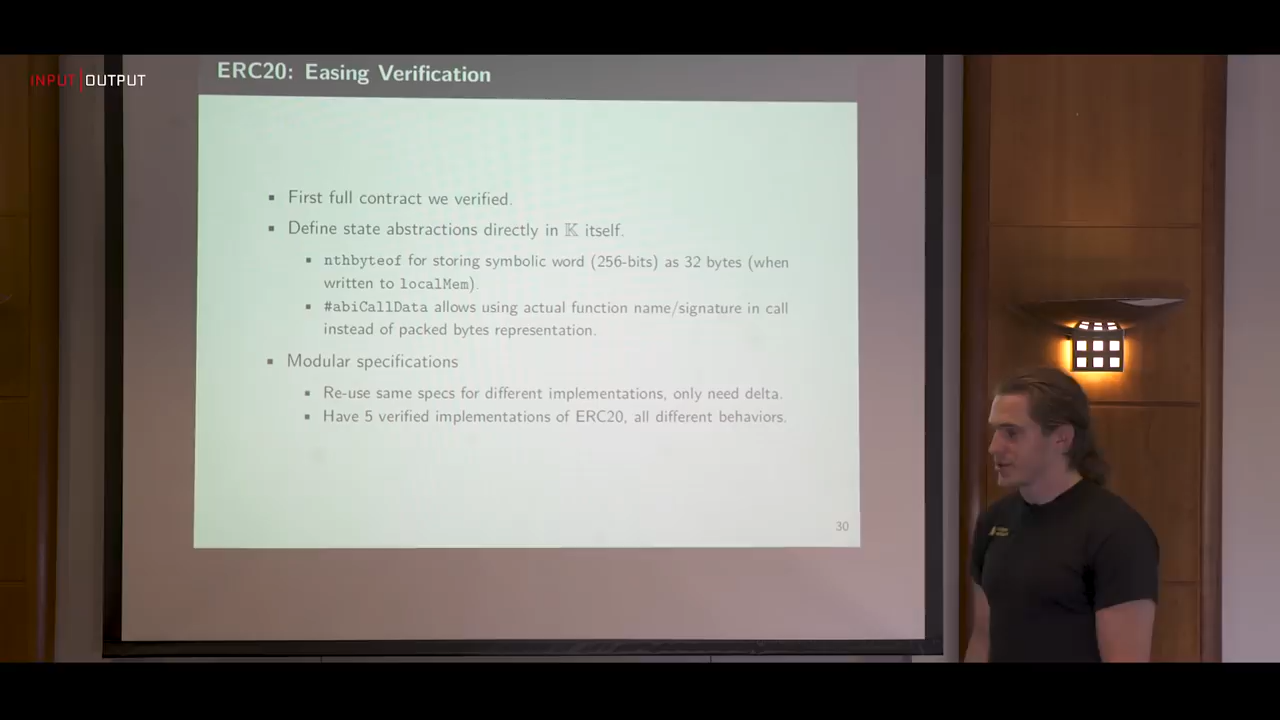 INPUT|OUTPUT
ERC20: Easing Verification
▪ First full contract we verified.
▪ Define state abstractions directly in 𝕂 itself.
▪ nthbyteof for storing symbolic word (256-bits) as 32 bytes (when
written to localMem).
▪ #abiCallData allows using actual function name/signature in call
instead of packed bytes representation.
▪ Modular specifications
▪ Re-use same specs for different implementations, only need delta.
▪ Have 5 verified implementations of ERC20, all different behaviors.
30